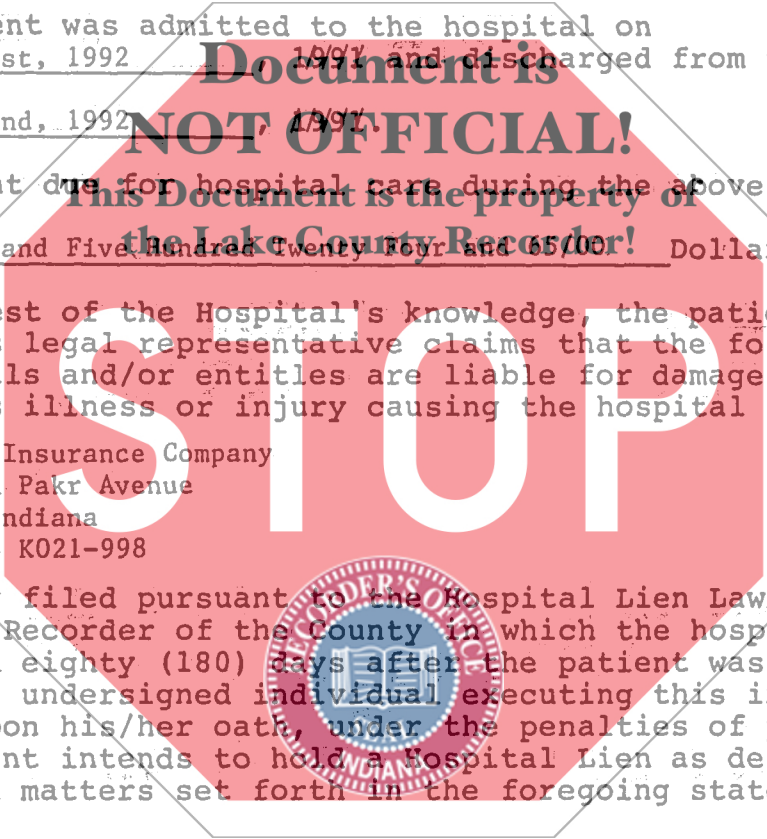 ent was admitted to the hospital on
st, 1992 , 1991 and discharged from
Document is
nd, 1992 , 1991.
NOT OFFICIAL!
t due for hospital care during the above
This Document is the property of
and Five Hundred Twenty Four and 65/00 Dolla
the Lake County Recorder!
est of the Hospital's knowledge, the patie
s legal representative claims that the fo
ls and/or entitles are liable for damage
s illness or injury causing the hospital
STOP
Insurance Company
Pakr Avenue
ndiana
K021-998
filed pursuant to the Hospital Lien Law
Recorder of the County in which the hosp
eighty (180) days after the patient was
undersigned individual executing this i
on his/her oath, under the penalties of
nt intends to hold a Hospital Lien as de
matters set forth in the foregoing stat
RECORDER'S OFFICE
INDIANA